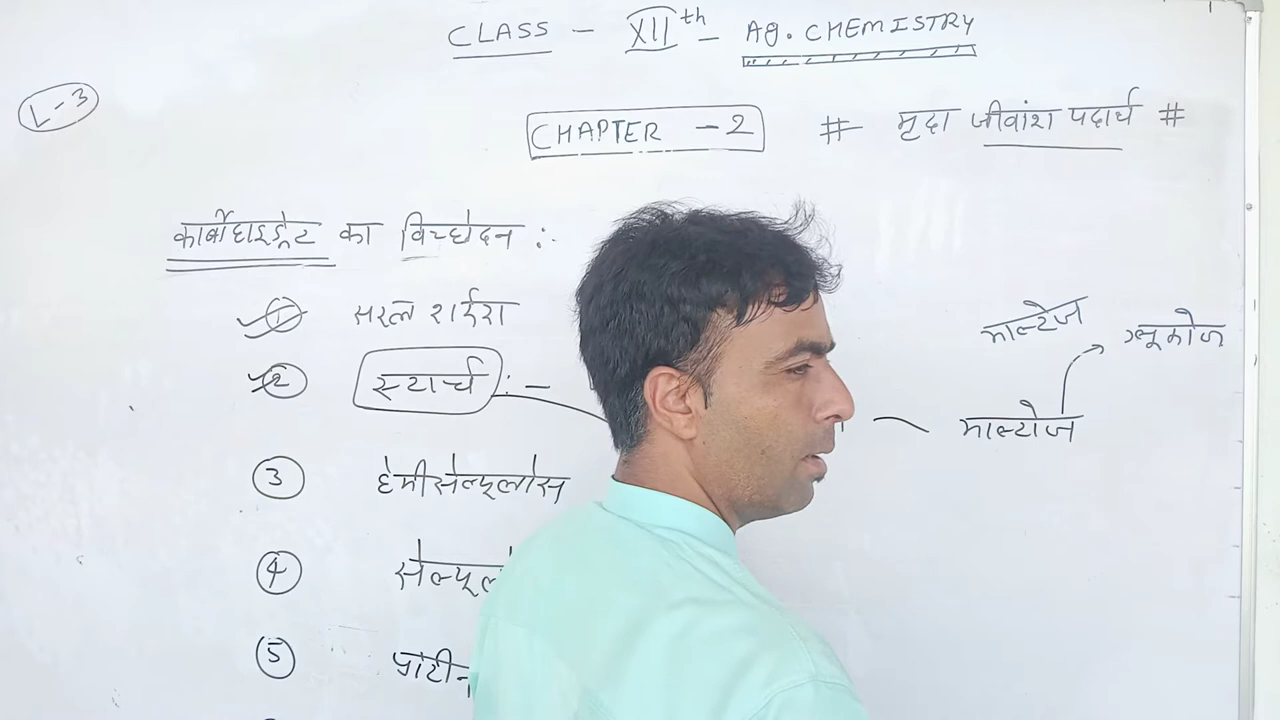 CLASS - XIIth - Ag. CHEMISTRY
L-3
CHAPTER - 2 # मृदा जीवांश पदार्थ #
कार्बोहाइड्रेट का विच्छेदन :-
① सरल शर्करा
② स्टार्च :-
माल्टोज
माल्टेज
ग्लूकोज
③ हेमीसेल्यूलोस
④
⑤